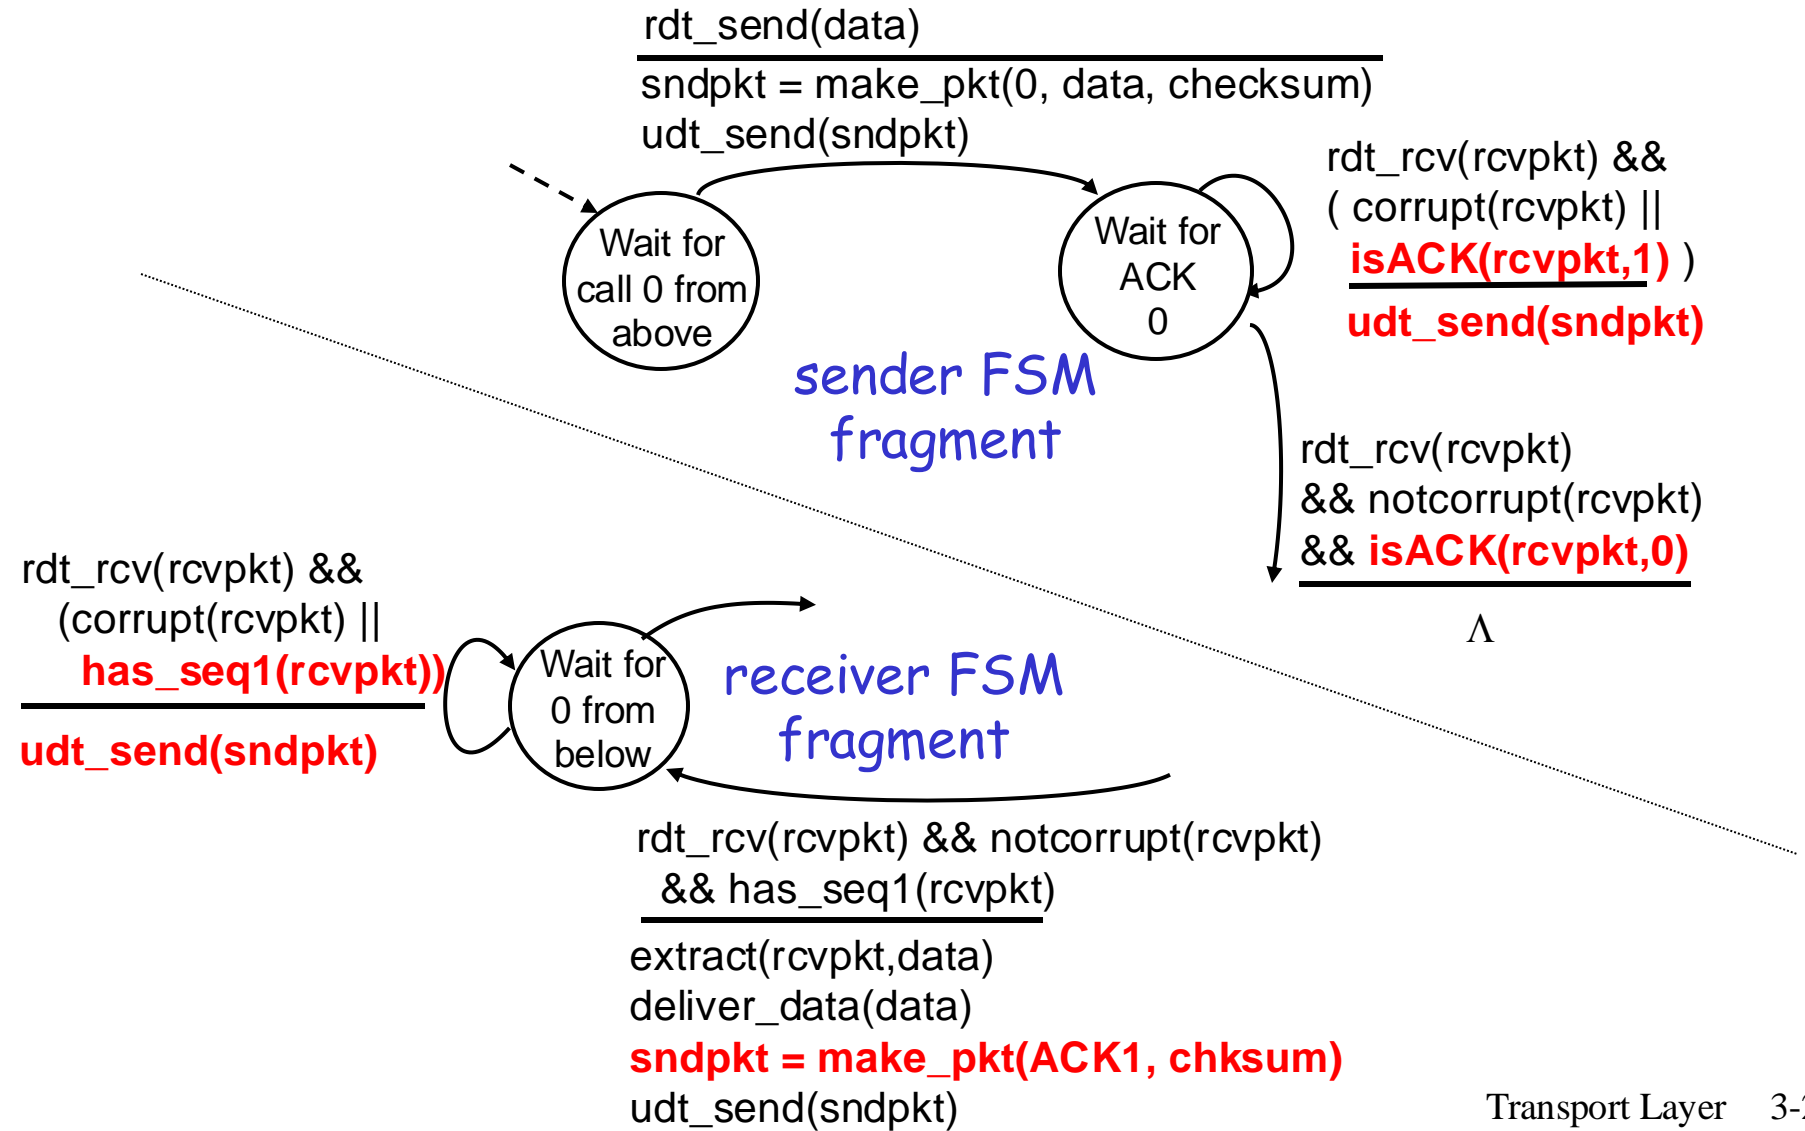 rdt_send(data)
sndpkt = make_pkt(0, data, checksum)
udt_send(sndpkt)
rdt_rcv(rcvpkt) &&
( corrupt(rcvpkt) ||
isACK(rcvpkt,1) )
udt_send(sndpkt)
Wait for
call 0 from
above
Wait for
ACK
0
sender FSM
fragment
rdt_rcv(rcvpkt)
&& notcorrupt(rcvpkt)
&& isACK(rcvpkt,0)
Λ
rdt_rcv(rcvpkt) &&
(corrupt(rcvpkt) ||
has_seq1(rcvpkt))
udt_send(sndpkt)
Wait for
0 from
below
receiver FSM
fragment
rdt_rcv(rcvpkt) && notcorrupt(rcvpkt)
&& has_seq1(rcvpkt)
extract(rcvpkt,data)
deliver_data(data)
sndpkt = make_pkt(ACK1, chksum)
udt_send(sndpkt)
Transport Layer